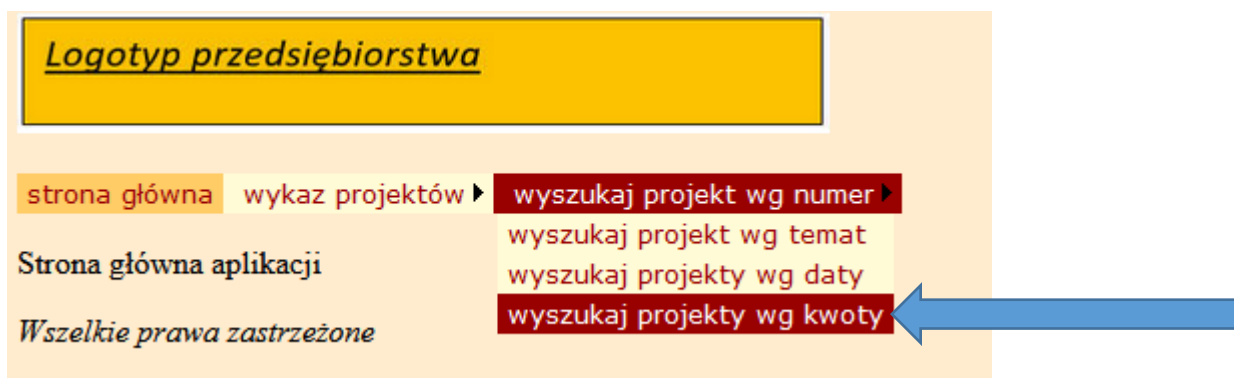 Logotyp przedsiębiorstwa
strona główna wykaz projektów wyszukaj projekt wg numer
wyszukaj projekt wg temat
wyszukaj projekty wg daty
wyszukaj projekty wg kwoty
Strona główna aplikacji
Wszelkie prawa zastrzeżone